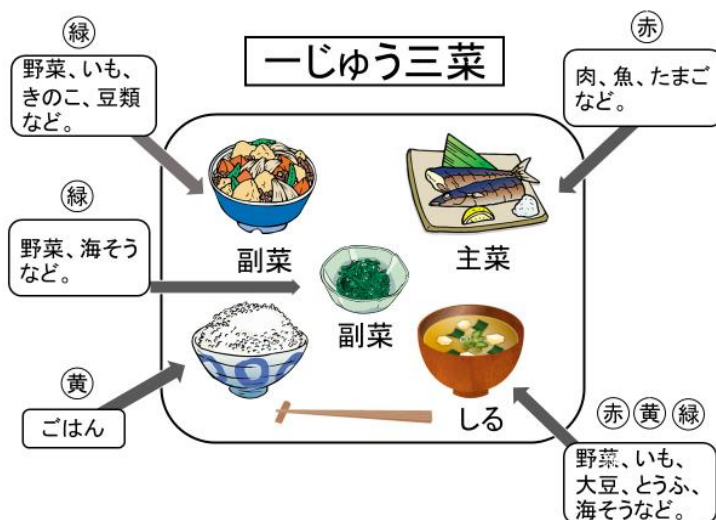 一じゅう三菜
緑
野菜、いも、
きのこ、豆類
など。
赤
肉、魚、たまご
など。
副菜
主菜
緑
野菜、海そう
など。
副菜
黄
ごはん
しる
赤 黄 緑
野菜、いも、
大豆、とうふ、
海そうなど。